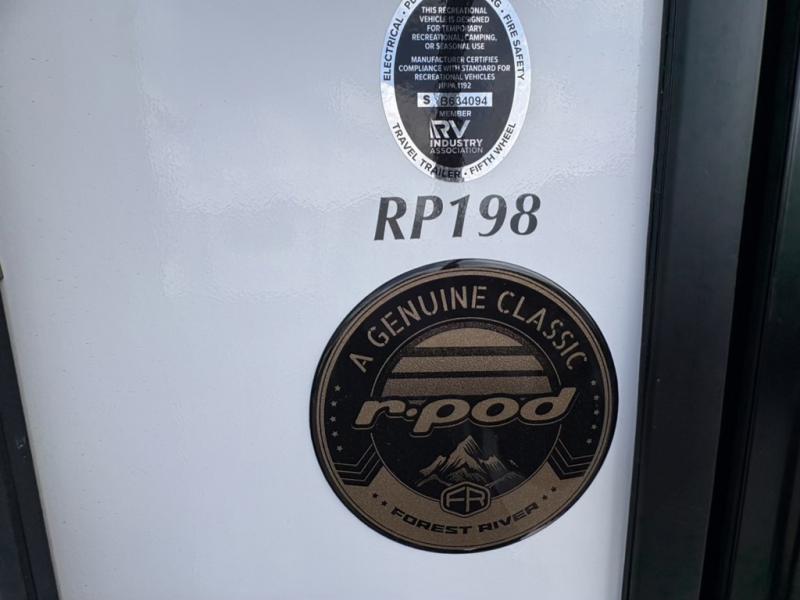 ELECTRICAL
FIRE SAFETY
THIS RECREATIONAL
VEHICLE IS DESIGNED
FOR TEMPORARY
RECREATIONAL, CAMPING,
OR SEASONAL USE
MANUFACTURER CERTIFIES
COMPLIANCE WITH STANDARD FOR
RECREATIONAL VEHICLES
NFPA 1192
S B634094
MEMBER
RV
INDUSTRY
ASSOCIATION
TRAVEL TRAILER • FIFTH WHEEL
RP198
A GENUINE CLASSIC
r•pod
FR
FOREST RIVER